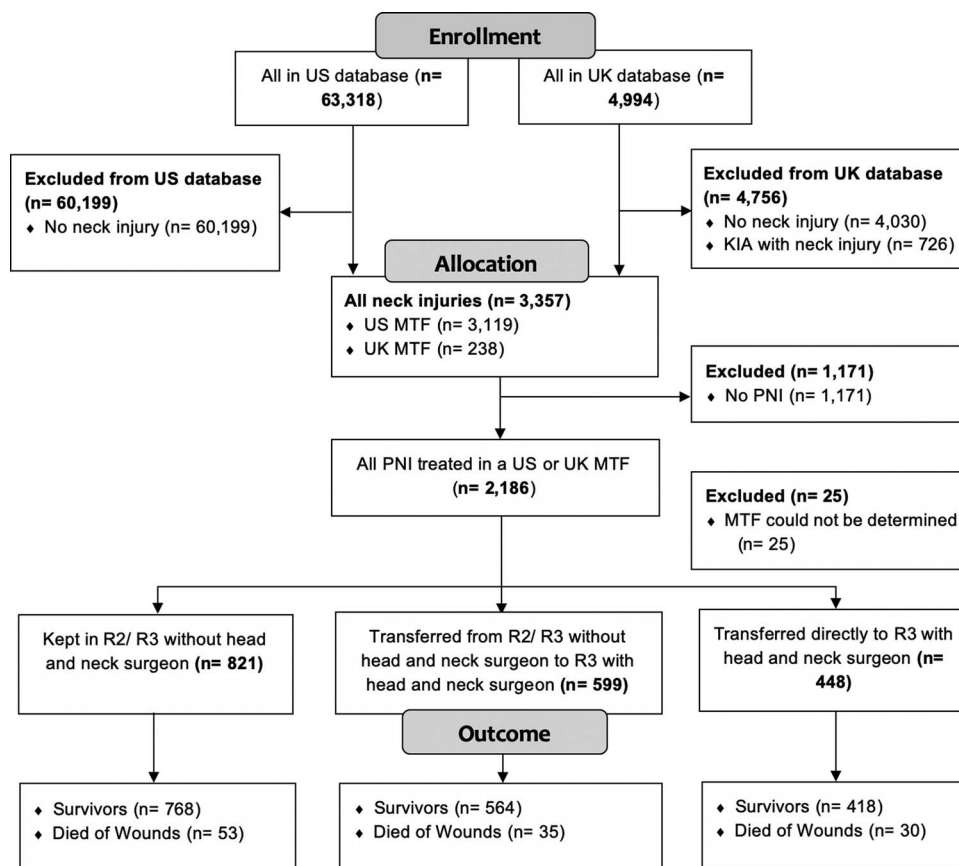 Enrollment
All in US database (n=
63,318)
All in UK database (n=
4,994)
Excluded from US database
(n= 60,199)
♦ No neck injury (n= 60,199)
Excluded from UK database
(n= 4,756)
♦ No neck injury (n= 4,030)
♦ KIA with neck injury (n= 726)
Allocation
All neck injuries (n= 3,357)
♦ US MTF (n= 3,119)
♦ UK MTF (n= 238)
Excluded (n= 1,171)
♦ No PNI (n= 1,171)
All PNI treated in a US or UK MTF
(n= 2,186)
Excluded (n= 25)
♦ MTF could not be determined
(n= 25)
Kept in R2/ R3 without head
and neck surgeon (n= 821)
Transferred from R2/ R3 without
head and neck surgeon to R3 with
head and neck surgeon (n= 599)
Transferred directly to R3 with
head and neck surgeon (n=
448)
Outcome
♦ Survivors (n= 768)
♦ Died of Wounds (n= 53)
♦ Survivors (n= 564)
♦ Died of Wounds (n= 35)
♦ Survivors (n= 418)
♦ Died of Wounds (n= 30)